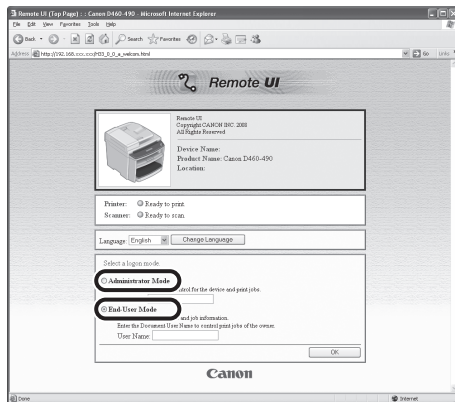 Remote UI (Top Page) : : Canon D460-490 - Microsoft Internet Explorer
File Edit View Favorites Tools Help
Back Search Favorites
Address http://192.168.xxx.xxx/H33_0_0_a_welcom.html Go Links
Remote UI
Remote UI
Copyright CANON INC. 2008
All Rights Reserved
Device Name:
Product Name: Canon D460-490
Location:
Printer: Ready to print.
Scanner: Ready to scan.
Language: English Change Language
Select a logon mode.
Administrator Mode
control for the device and print jobs.
End-User Mode
and job information.
Enter the Document User Name to control print jobs of the owner.
User Name:
OK
Canon
Done Internet